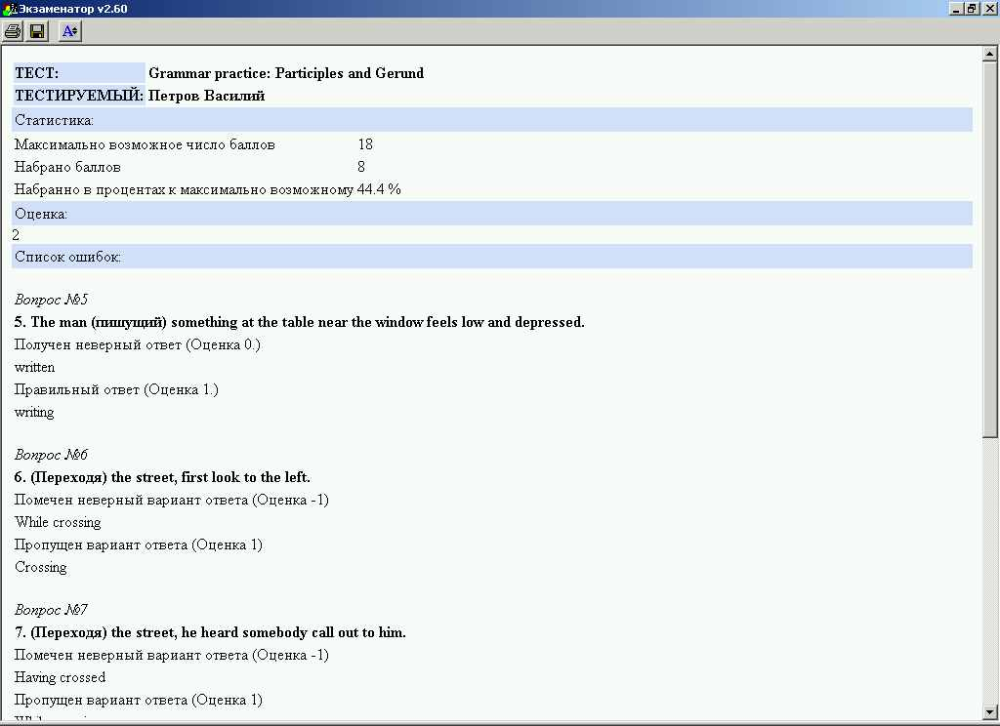 Экзаменатор v2.60
A
ТЕСТ: Grammar practice: Participles and Gerund
ТЕСТИРУЕМЫЙ: Петров Василий
Статистика:
Максимально возможное число баллов 18
Набрано баллов 8
Набранно в процентах к максимально возможному 44.4 %
Оценка:
2
Список ошибок:
Вопрос №5
5. The man (пишущий) something at the table near the window feels low and depressed.
Получен неверный ответ (Оценка 0.)
written
Правильный ответ (Оценка 1.)
writing
Вопрос №6
6. (Переходя) the street, first look to the left.
Помечен неверный вариант ответа (Оценка -1)
While crossing
Пропущен вариант ответа (Оценка 1)
Crossing
Вопрос №7
7. (Переходя) the street, he heard somebody call out to him.
Помечен неверный вариант ответа (Оценка -1)
Having crossed
Пропущен вариант ответа (Оценка 1)